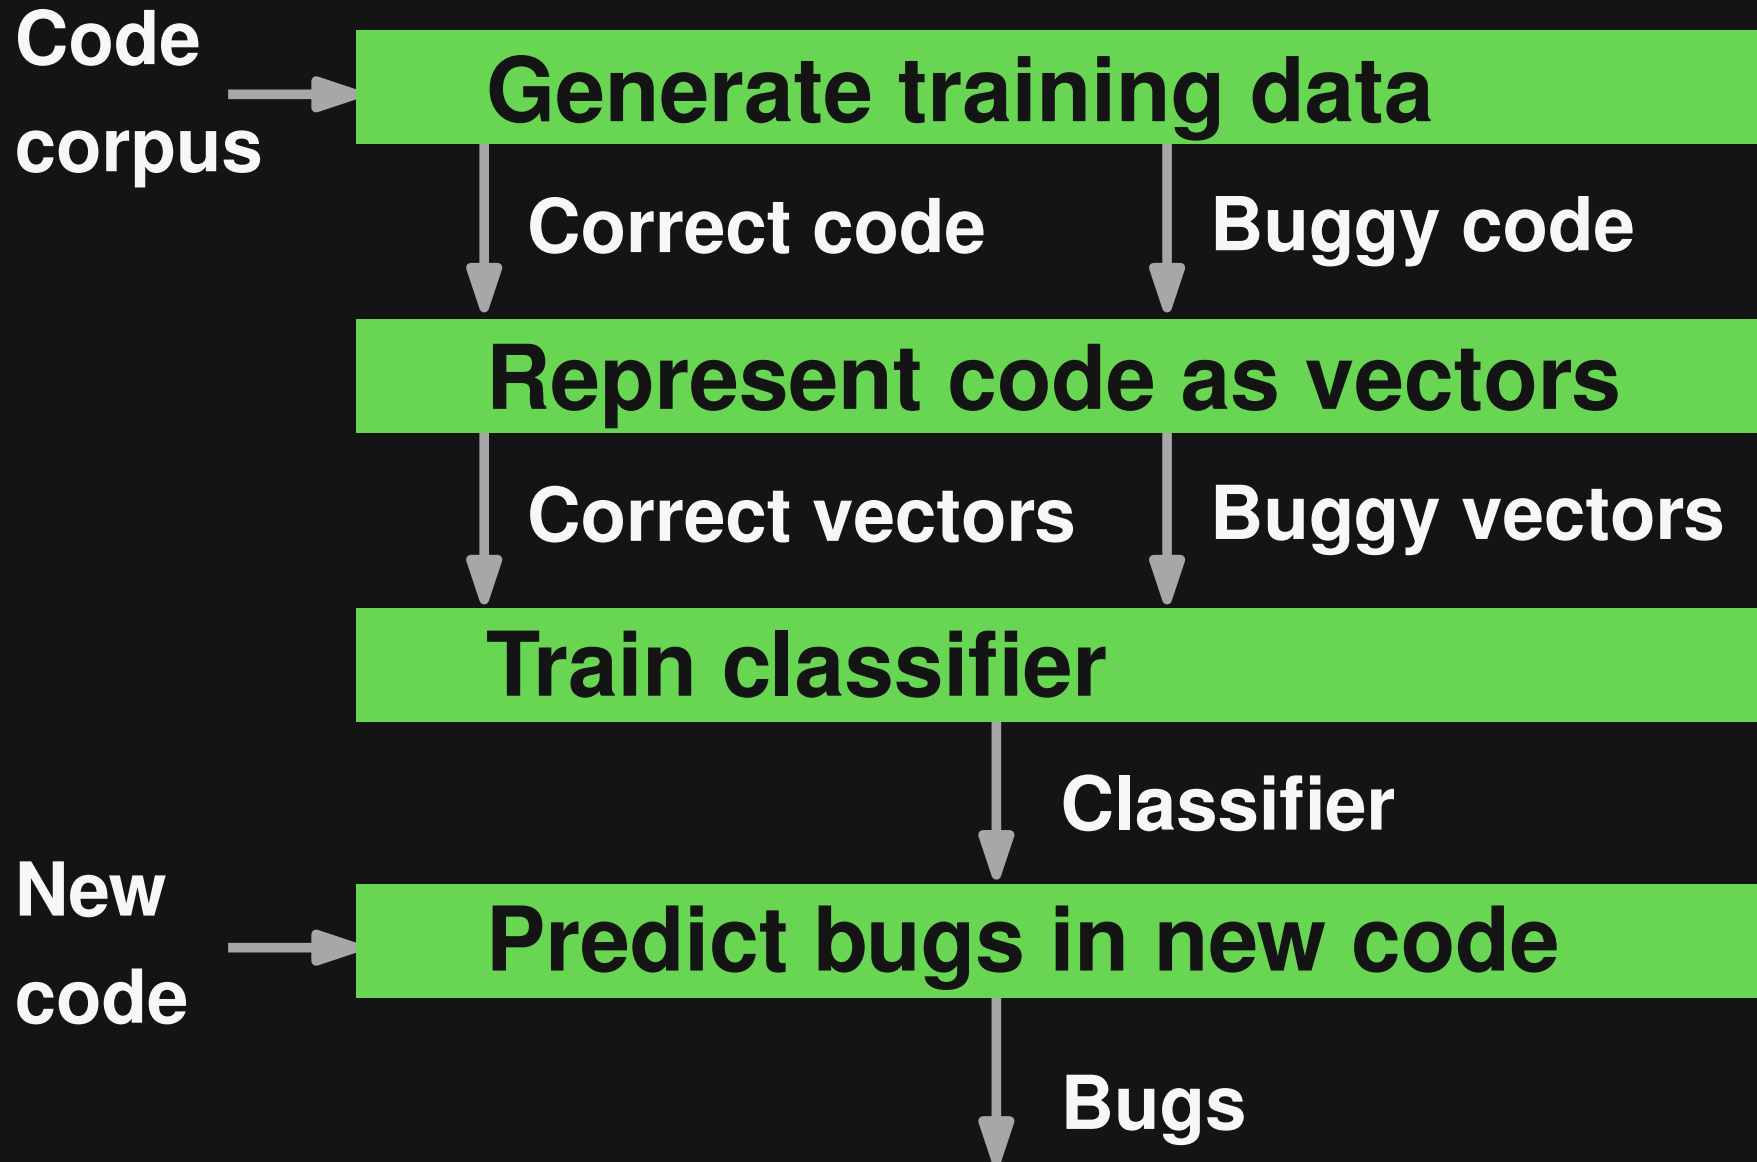 Code
corpus
Generate training data
Correct code
Buggy code
Represent code as vectors
Correct vectors
Buggy vectors
Train classifier
Classifier
New
code
Predict bugs in new code
Bugs